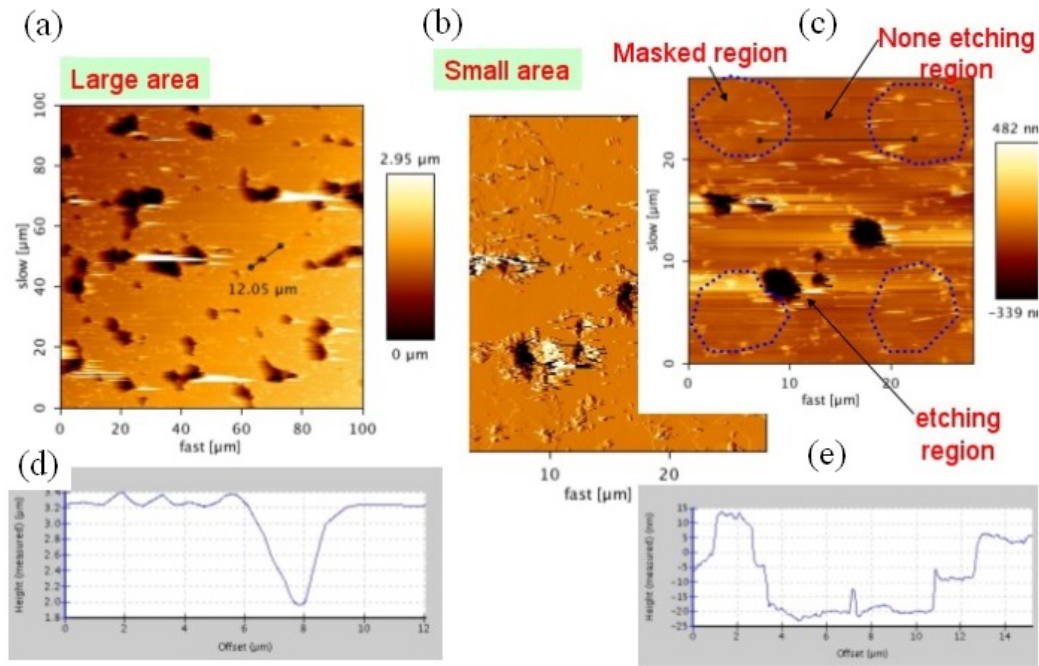 (a)
Large area
100
80
60
40
20
0
slow [µm]
0 20 40 60 80 100
fast [µm]
12.05 µm
2.95 µm
0 µm
(b)
Small area
10 20
fast [µm]
(c)
Masked region
None etching
region
20
10
0
slow [µm]
0 10 20
fast [µm]
482 nm
-339 nm
etching
region
(d)
3.4
3.2
3.0
2.8
2.6
2.4
2.2
2.0
1.8
Height (measured) (µm)
0 2 4 6 8 10 12
Offset (µm)
(e)
15
10
5
0
-5
-10
-15
-20
-25
Height (measured) (nm)
0 2 4 6 8 10 12 14
Offset (µm)